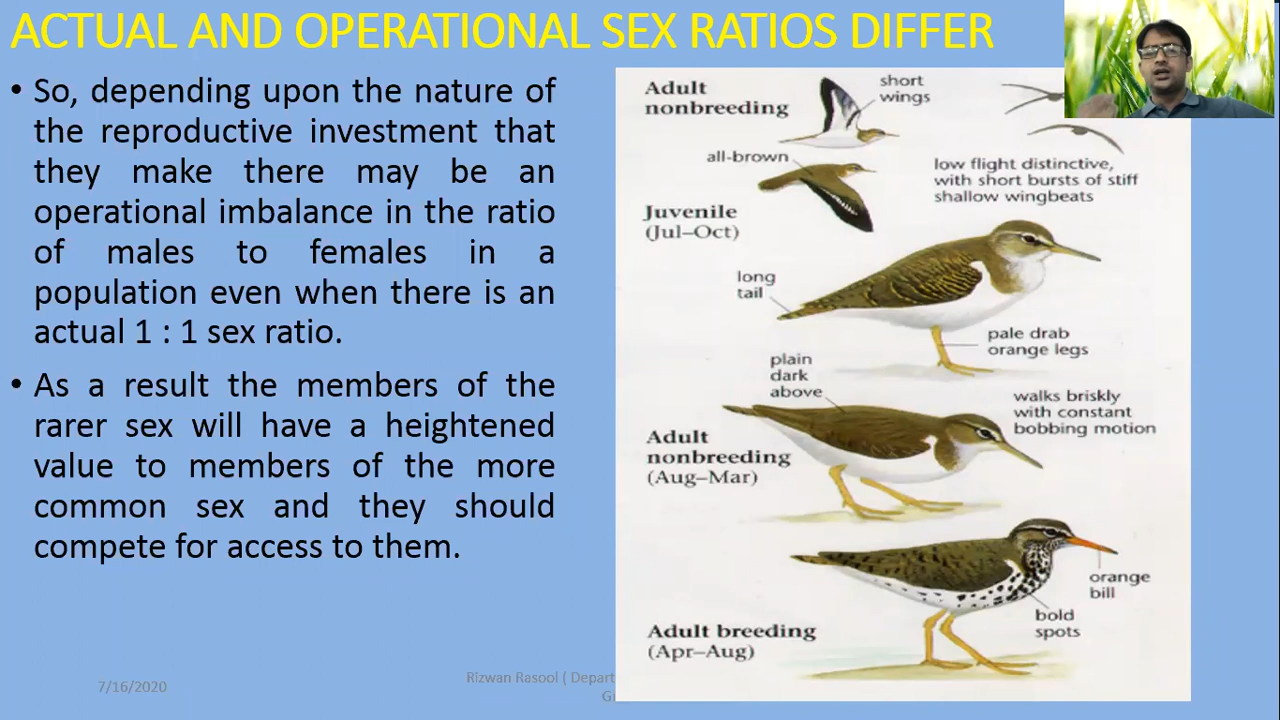 ACTUAL AND OPERATIONAL SEX RATIOS DIFFER
• So, depending upon the nature of
the reproductive investment that
they make there may be an
operational imbalance in the ratio
of males to females in a
population even when there is an
actual 1 : 1 sex ratio.
• As a result the members of the
rarer sex will have a heightened
value to members of the more
common sex and they should
compete for access to them.
Adult
nonbreeding
short
wings
all-brown
low flight distinctive,
with short bursts of stiff
shallow wingbeats
Juvenile
(Jul–Oct)
long
tail
pale drab
orange legs
plain
dark
above
walks briskly
with constant
bobbing motion
Adult
nonbreeding
(Aug–Mar)
orange
bill
bold
spots
Adult breeding
(Apr–Aug)
7/16/2020
Rizwan Rasool ( Depart